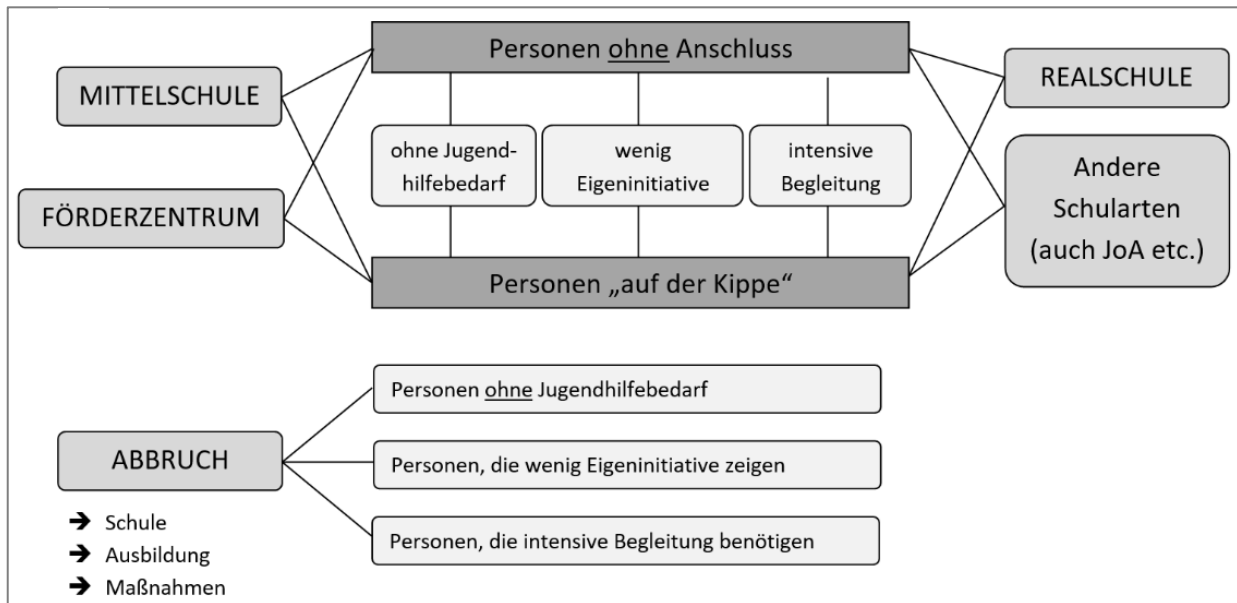 Personen ohne Anschluss
MITTELSCHULE
REALSCHULE
ohne Jugend-
hilfebedarf
wenig
Eigeninitiative
intensive
Begleitung
FÖRDERZENTRUM
Andere
Schularten
(auch JoA etc.)
Personen „auf der Kippe“
Personen ohne Jugendhilfebedarf
ABBRUCH
Personen, die wenig Eigeninitiative zeigen
Personen, die intensive Begleitung benötigen
➔ Schule
➔ Ausbildung
➔ Maßnahmen